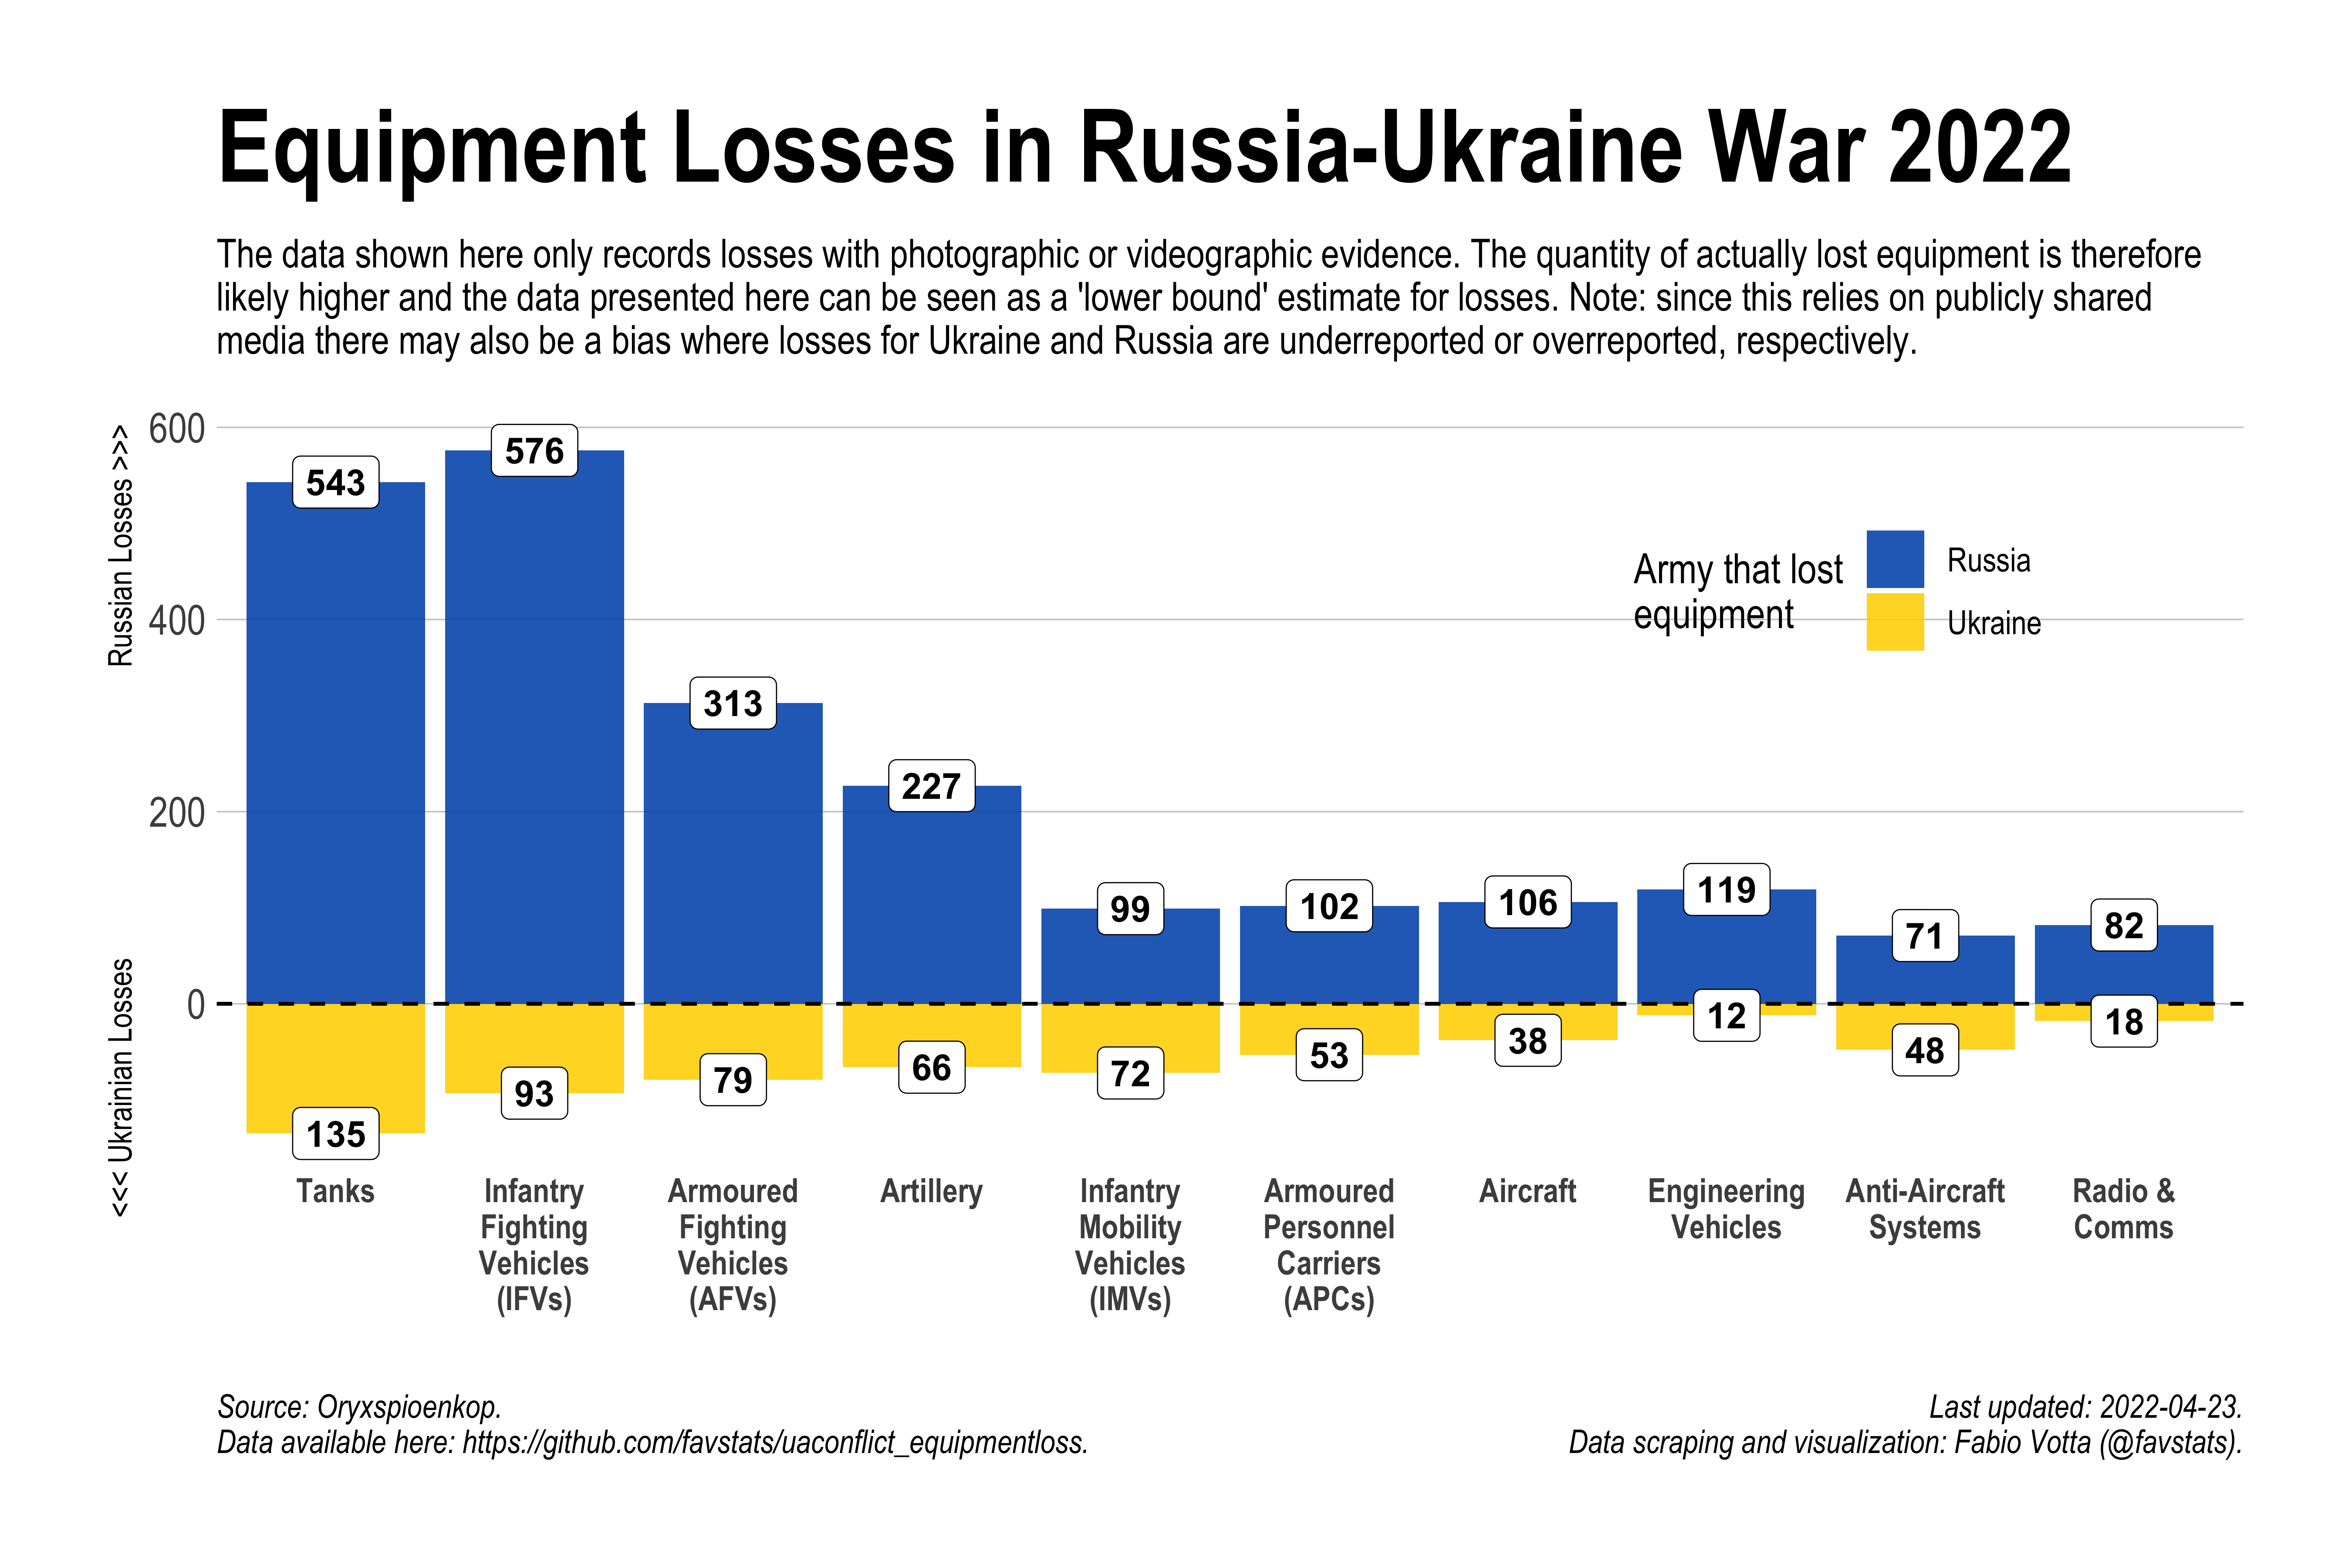 Equipment Losses in Russia-Ukraine War 2022
The data shown here only records losses with photographic or videographic evidence. The quantity of actually lost equipment is therefore
likely higher and the data presented here can be seen as a 'lower bound' estimate for losses. Note: since this relies on publicly shared
media there may also be a bias where losses for Ukraine and Russia are underreported or overreported, respectively.
Russian Losses >>>
<<< Ukrainian Losses
600
400
200
0
Army that lost
equipment
Russia
Ukraine
543
576
313
227
99
102
106
119
71
82
135
93
79
66
72
53
38
12
48
18
Tanks
Infantry
Fighting
Vehicles
(IFVs)
Armoured
Fighting
Vehicles
(AFVs)
Artillery
Infantry
Mobility
Vehicles
(IMVs)
Armoured
Personnel
Carriers
(APCs)
Aircraft
Engineering
Vehicles
Anti-Aircraft
Systems
Radio &
Comms
Source: Oryxspioenkop.
Data available here: https://github.com/favstats/uaconflict_equipmentloss.
Last updated: 2022-04-23.
Data scraping and visualization: Fabio Votta (@favstats).